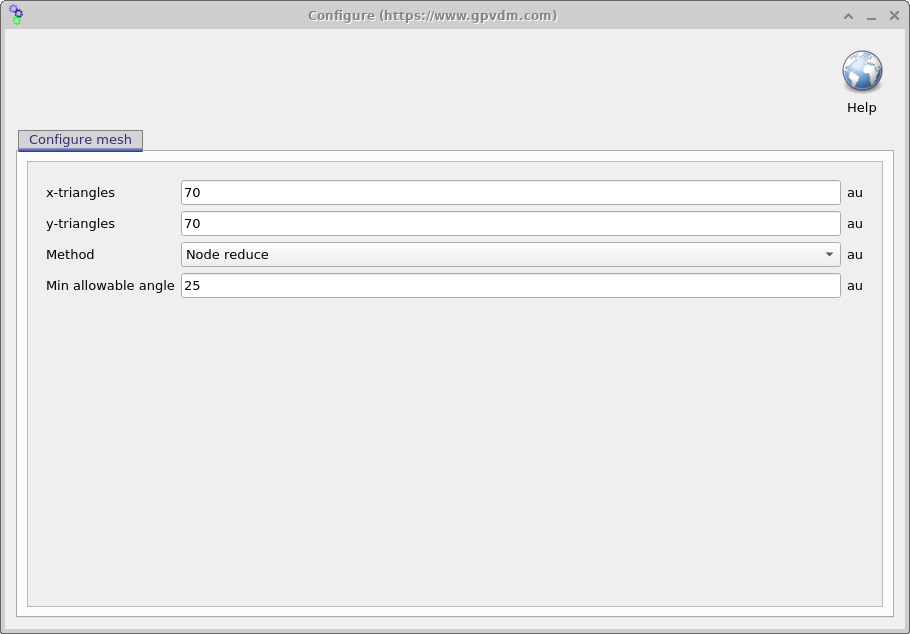 Configure (https://www.gpvdm.com)
Help
Configure mesh
x-triangles 70 au
y-triangles 70 au
Method Node reduce au
Min allowable angle 25 au